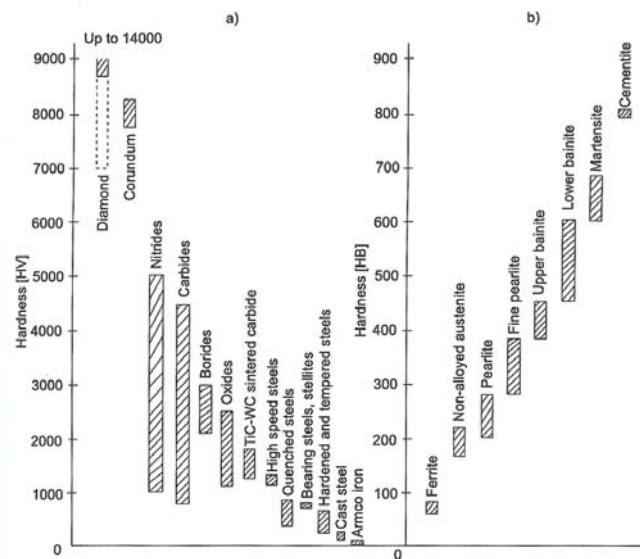 a)
Up to 14000
9000
8000
7000
6000
5000
4000
3000
2000
1000
0
Hardness [HV]
Diamond
Corundum
Nitrides
Carbides
Borides
Oxides
TiC-WC sintered carbide
High speed steels
Quenched steels
Bearing steels, stellites
Hardened and tempered steels
Cast steel
Armco iron
b)
900
800
700
600
500
400
300
200
100
0
Hardness [HB]
Ferrite
Non-alloyed austenite
Pearlite
Fine pearlite
Upper bainite
Lower bainite
Martensite
Cementite